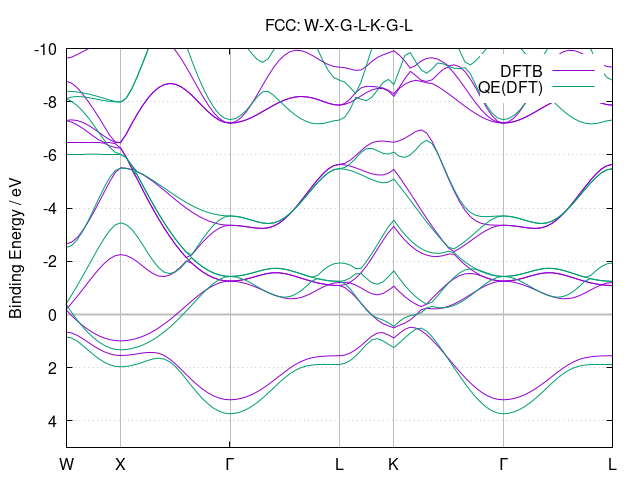 FCC: W-X-G-L-K-G-L
Binding Energy / eV
-10
-8
-6
-4
-2
0
2
4
DFTB
QE(DFT)
W X Γ L K Γ L